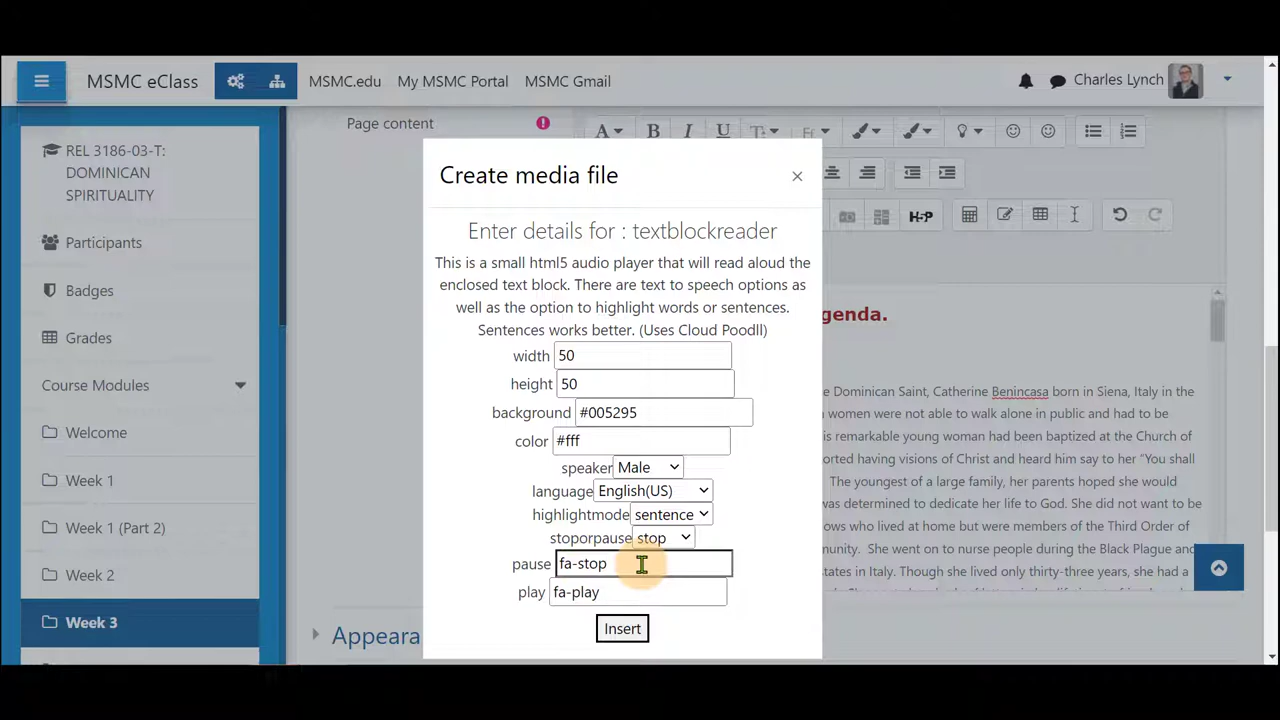 MSMC eClass MSMC.edu My MSMC Portal MSMC Gmail Charles Lynch
REL 3186-03-T:
DOMINICAN
SPIRITUALITY
Participants
Badges
Grades
Course Modules
Welcome
Week 1
Week 1 (Part 2)
Week 2
Week 3
Page content
A B I U
H-P
Create media file
×
Enter details for : textblockreader
This is a small html5 audio player that will read aloud the
enclosed text block. There are text to speech options as
well as the option to highlight words or sentences.
Sentences works better. (Uses Cloud Poodll)
width 50
height 50
background #005295
color #fff
speaker Male
language English(US)
highlightmode sentence
stoporpause stop
pause fa-stop
play fa-play
Insert
genda.
e Dominican Saint, Catherine Benincasa born in Siena, Italy in the
women were not able to walk alone in public and had to be
is remarkable young woman had been baptized at the Church of
orted having visions of Christ and heard him say to her “You shall
The youngest of a large family, her parents hoped she would
was determined to dedicate her life to God. She did not want to be
ows who lived at home but were members of the Third Order of
munity. She went on to nurse people during the Black Plague and
states in Italy. Though she lived only thirty-three years, she had a
Appeara